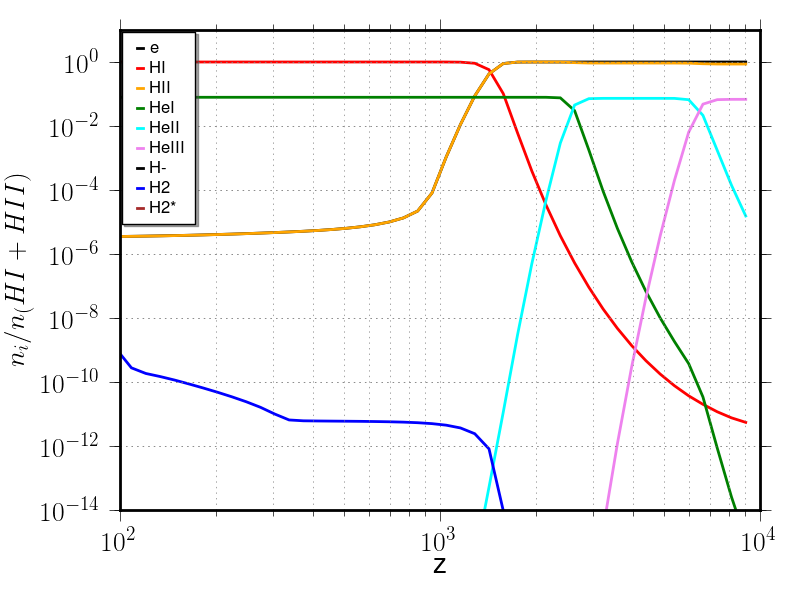 e
HI
HII
HeI
HeII
HeIII
H-
H2
H2*
10^0
10^-2
10^-4
10^-6
10^-8
10^-10
10^-12
10^-14
n_i/n_(HI + HII)
10^2 10^3 10^4
z